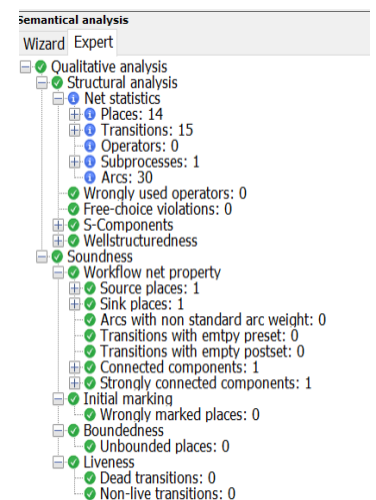 Semantical analysis
Wizard Expert
Qualitative analysis
Structural analysis
Net statistics
Places: 14
Transitions: 15
Operators: 0
Subprocesses: 1
Arcs: 30
Wrongly used operators: 0
Free-choice violations: 0
S-Components
Wellstructuredness
Soundness
Workflow net property
Source places: 1
Sink places: 1
Arcs with non standard arc weight: 0
Transitions with emtpy preset: 0
Transitions with empty postset: 0
Connected components: 1
Strongly connected components: 1
Initial marking
Wrongly marked places: 0
Boundedness
Unbounded places: 0
Liveness
Dead transitions: 0
Non-live transitions: 0